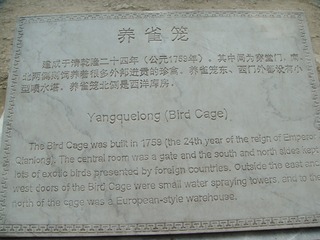 养雀笼
建成于清乾隆二十四年（公元1759年）。其中间为穿堂门，南
北两侧饲养着很多外邦进贡的珍禽。养雀笼东、西门外都设有小
型喷水塔。养雀笼北侧是西洋库房。
Yangquelong (Bird Cage)
The Bird Cage was built in 1759 (the 24th year of the reign of Emperor
Qianlong). The central room was a gate and the south and north sides kept
lots of exotic birds presented by foreign countries. Outside the east and
west doors of the Bird Cage were small water spraying towers, and to the
north of the cage was a European-style warehouse.